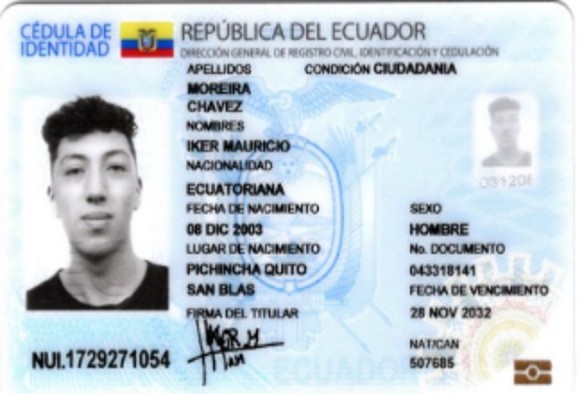 CÉDULA DE
IDENTIDAD
REPÚBLICA DEL ECUADOR
DIRECCIÓN GENERAL DE REGISTRO CIVIL, IDENTIFICACIÓN Y CEDULACIÓN
APELLIDOS CONDICIÓN CIUDADANIA
MOREIRA
CHAVEZ
NOMBRES
IKER MAURICIO
NACIONALIDAD
ECUATORIANA
FECHA DE NACIMIENTO
08 DIC 2003
LUGAR DE NACIMIENTO
PICHINCHA QUITO
SAN BLAS
FIRMA DEL TITULAR
031208
SEXO
HOMBRE
No. DOCUMENTO
043318141
FECHA DE VENCIMIENTO
28 NOV 2032
NAT/CAN
507685
NUI.1729271054
ECUADOR